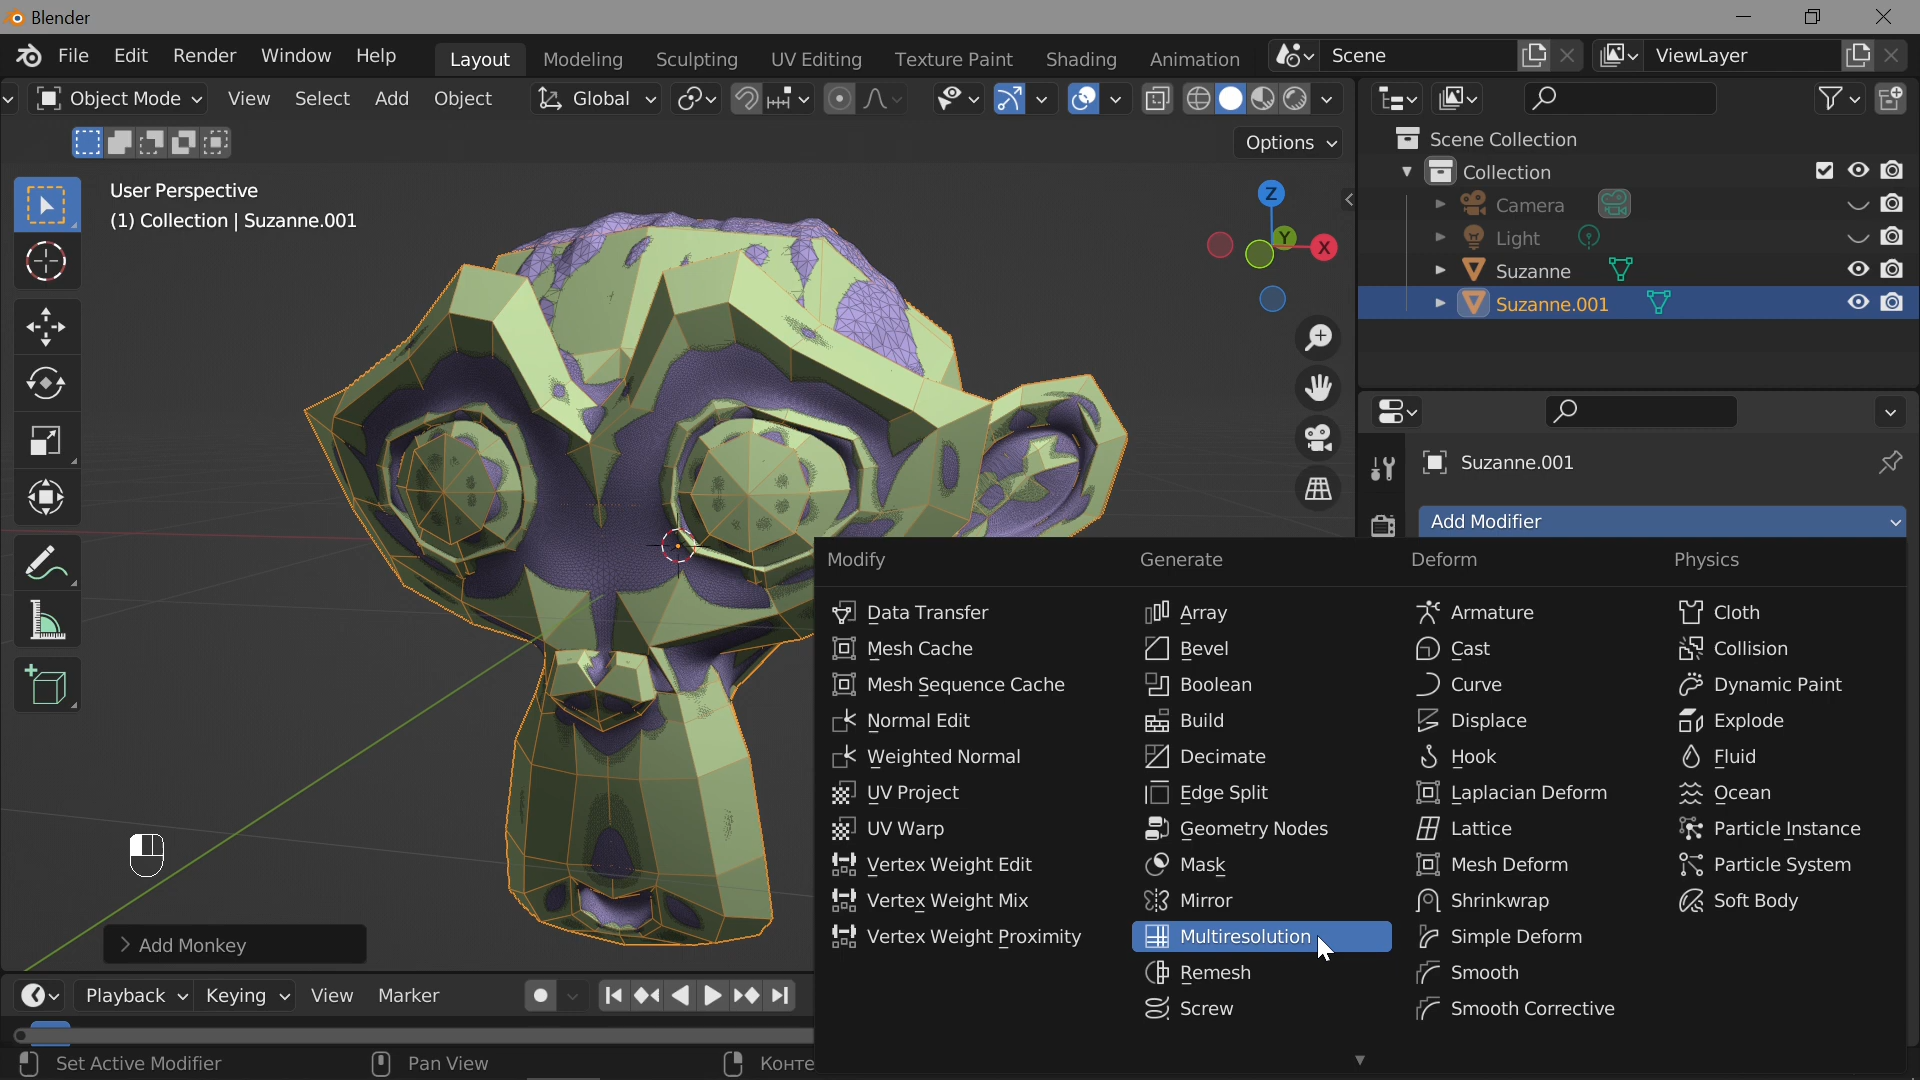 Blender
File Edit Render Window Help Layout Modeling Sculpting UV Editing Texture Paint Shading Animation Scene ViewLayer
Object Mode View Select Add Object Global
Options
User Perspective
(1) Collection | Suzanne.001
Z
Y
X
Scene Collection
Collection
Camera
Light
Suzanne
Suzanne.001
Suzanne.001
Add Modifier
Modify
Data Transfer
Mesh Cache
Mesh Sequence Cache
Normal Edit
Weighted Normal
UV Project
UV Warp
Vertex Weight Edit
Vertex Weight Mix
Vertex Weight Proximity
Generate
Array
Bevel
Boolean
Build
Decimate
Edge Split
Geometry Nodes
Mask
Mirror
Multiresolution
Remesh
Screw
Deform
Armature
Cast
Curve
Displace
Hook
Laplacian Deform
Lattice
Mesh Deform
Shrinkwrap
Simple Deform
Smooth
Smooth Corrective
Physics
Cloth
Collision
Dynamic Paint
Explode
Fluid
Ocean
Particle Instance
Particle System
Soft Body
Add Monkey
Playback Keying View Marker
Set Active Modifier Pan View Конте